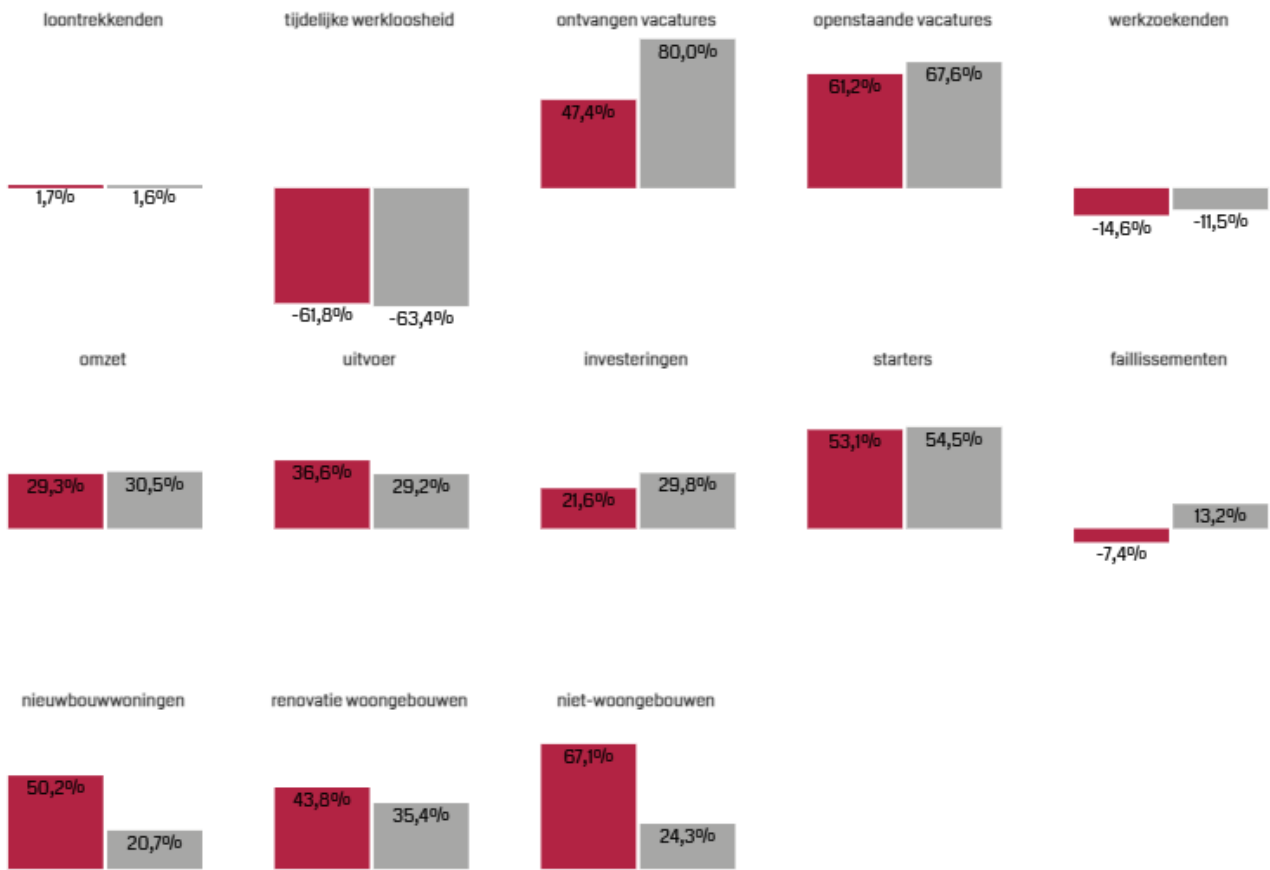 loontrekkenden
tijdelijke werkloosheid
ontvangen vacatures
openstaande vacatures
werkzoekenden
1,7%
1,6%
-61,8%
-63,4%
47,4%
80,0%
61,2%
67,6%
-14,6%
-11,5%
omzet
uitvoer
investeringen
starters
faillissementen
29,3%
30,5%
36,6%
29,2%
21,6%
29,8%
53,1%
54,5%
-7,4%
13,2%
nieuwbouwwoningen
renovatie woongebouwen
niet-woongebouwen
50,2%
20,7%
43,8%
35,4%
67,1%
24,3%